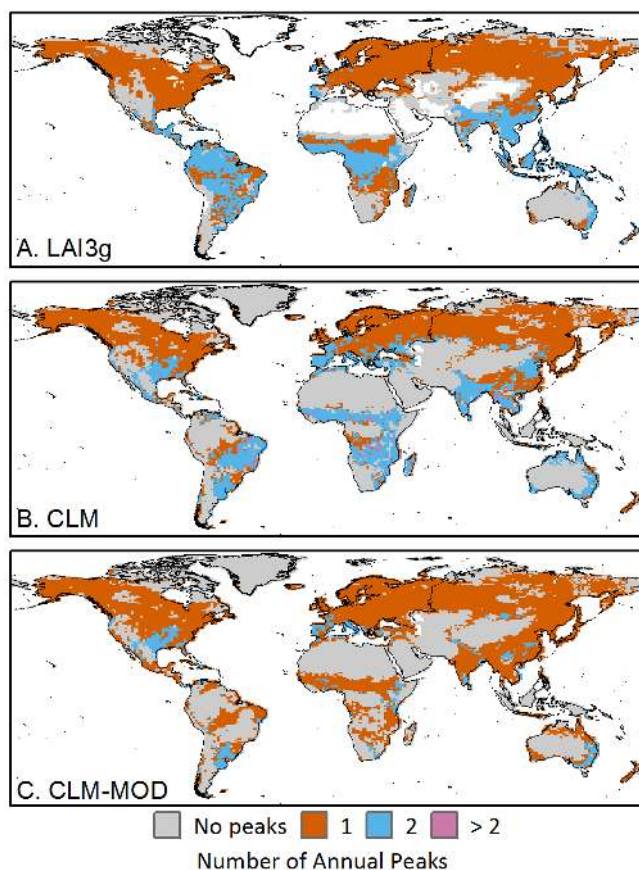 A. LAI3g
B. CLM
C. CLM-MOD
No peaks 1 2 > 2
Number of Annual Peaks